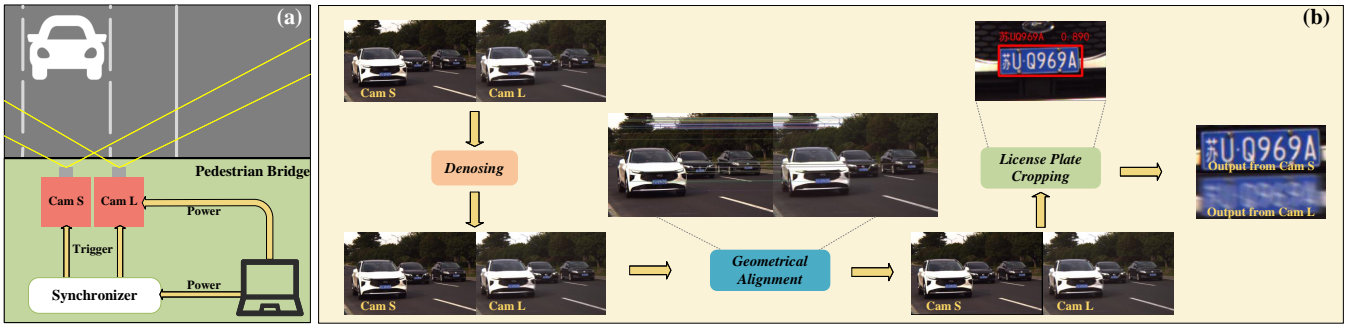 (a)
Pedestrian Bridge
Cam S
Cam L
Power
Trigger
Synchronizer
Power
(b)
Cam S
Cam L
Denosing
Cam S
Cam L
Geometrical
Alignment
Cam S
Cam L
License Plate
Cropping
苏UQ969A 0.890
苏U·Q969A
苏U·Q969A
Output from Cam S
Output from Cam L